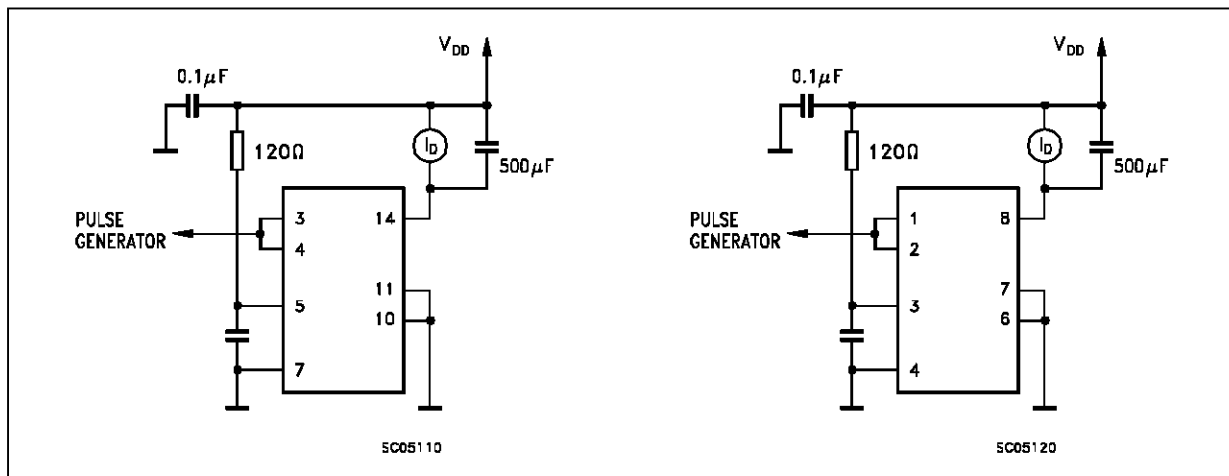 V_DD
0.1μF
120Ω
I_D
500μF
PULSE
GENERATOR
3
4
5
7
14
11
10
SC05110
V_DD
0.1μF
120Ω
I_D
500μF
PULSE
GENERATOR
1
2
3
4
8
7
6
SC05120